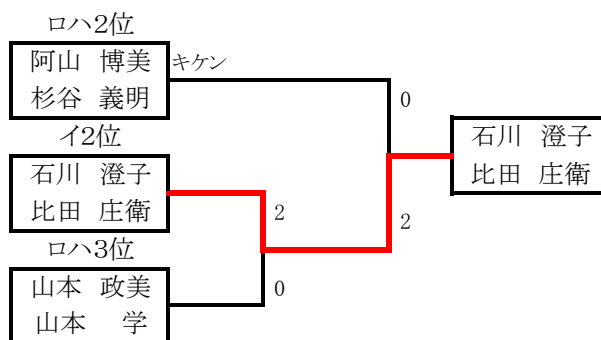 ロハ2位
阿山 博美
杉谷 義明
キケン
0
石川 澄子
比田 庄衛
イ2位
石川 澄子
比田 庄衛
2
2
ロハ3位
山本 政美
山本 学
0